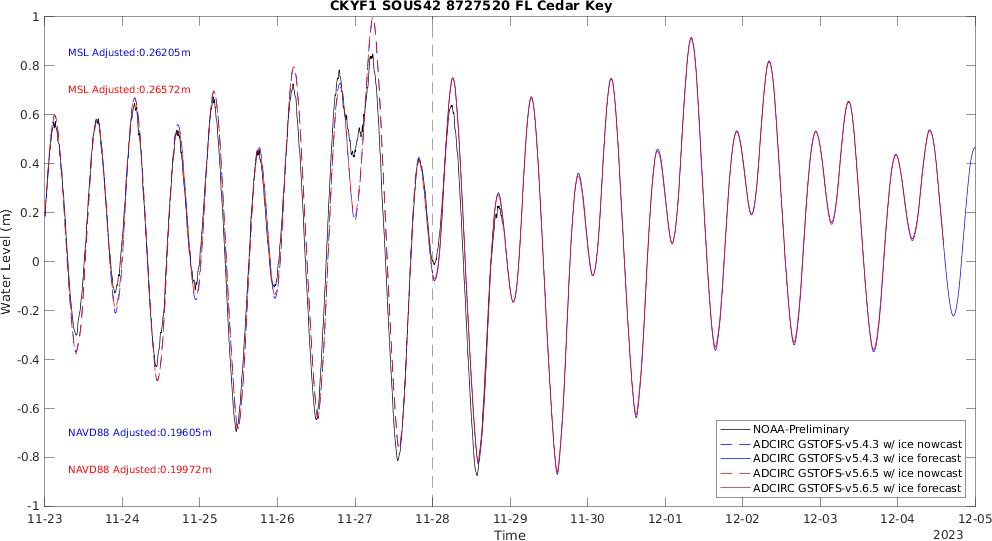 CKYF1 SOUS42 8727520 FL Cedar Key
1
0.8
0.6
0.4
0.2
0
-0.2
-0.4
-0.6
-0.8
-1
Water Level (m)
MSL Adjusted:0.26205m
MSL Adjusted:0.26572m
NAVD88 Adjusted:0.19605m
NAVD88 Adjusted:0.19972m
NOAA-Preliminary
ADCIRC GSTOFS-v5.4.3 w/ ice nowcast
ADCIRC GSTOFS-v5.4.3 w/ ice forecast
ADCIRC GSTOFS-v5.6.5 w/ ice nowcast
ADCIRC GSTOFS-v5.6.5 w/ ice forecast
11-23 11-24 11-25 11-26 11-27 11-28 11-29 11-30 12-01 12-02 12-03 12-04 12-05
Time
2023